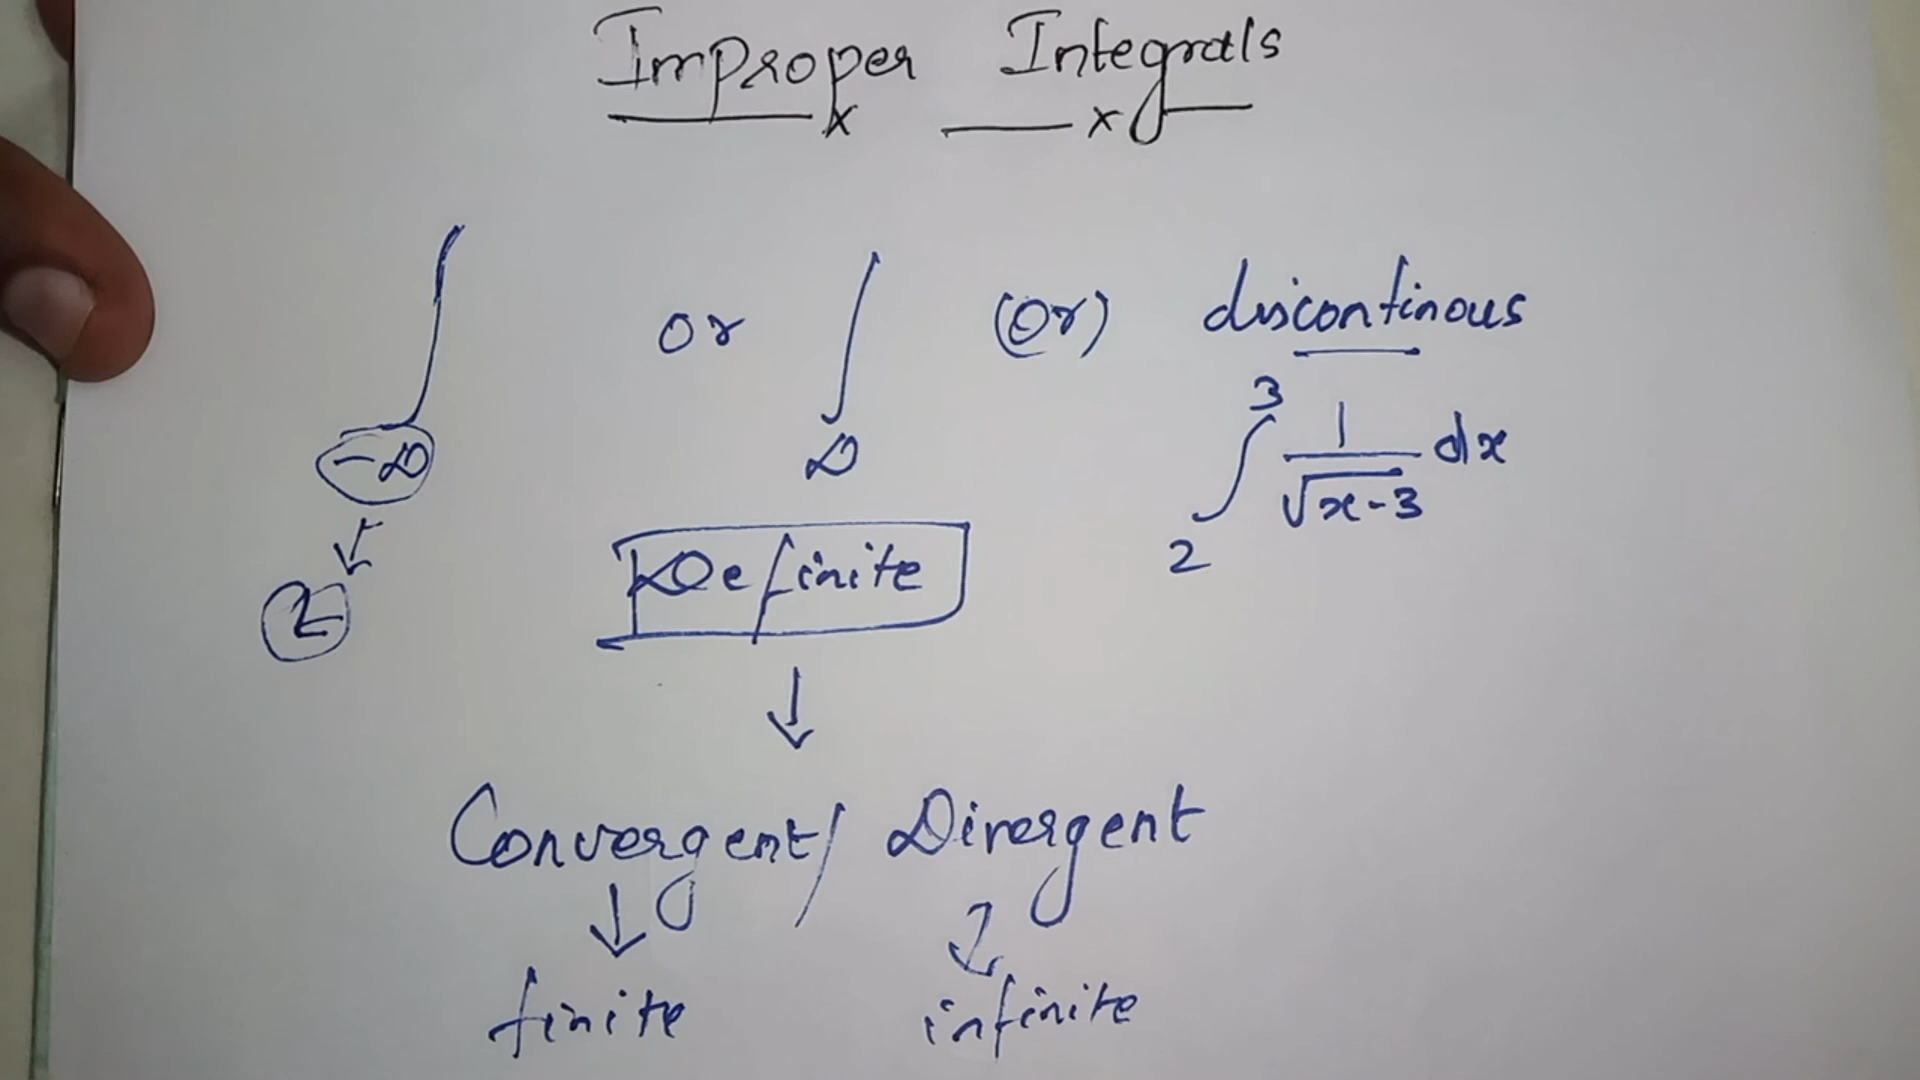 Improper Integrals
∫ or ∫ (or) discontinous
-∞ ∞ ∫ 2 3 1/√x-3 dx
t
Definite
Convergent/ Divergent
finite infinite